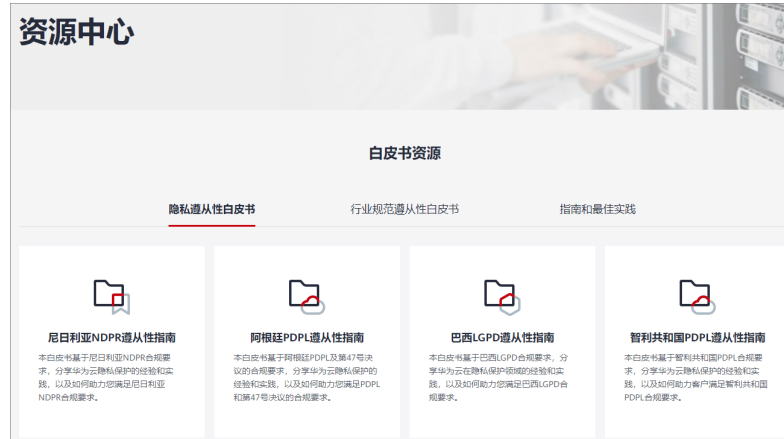 资源中心
白皮书资源
隐私遵从性白皮书
行业规范遵从性白皮书
指南和最佳实践
尼日利亚NDPR遵从性指南
本白皮书基于尼日利亚NDPR合规要
求，分享华为云隐私保护的经验和实
践，以及如何助力您满足尼日利亚
NDPR合规要求。
阿根廷PDPL遵从性指南
本白皮书基于阿根廷PDPL及第47号决
议的合规要求，分享华为云隐私保护的
经验和实践，以及如何助力您满足PDPL
和第47号决议的合规要求。
巴西LGPD遵从性指南
本白皮书基于巴西LGPD合规要求，分
享华为云在隐私保护领域的经验和实
践，以及如何助力您满足巴西LGPD合
规要求。
智利共和国PDPL遵从性指南
本白皮书基于智利共和国PDPL合规要
求，分享华为云隐私保护的经验和实
践，以及如何助力客户满足智利共和国
PDPL合规要求。